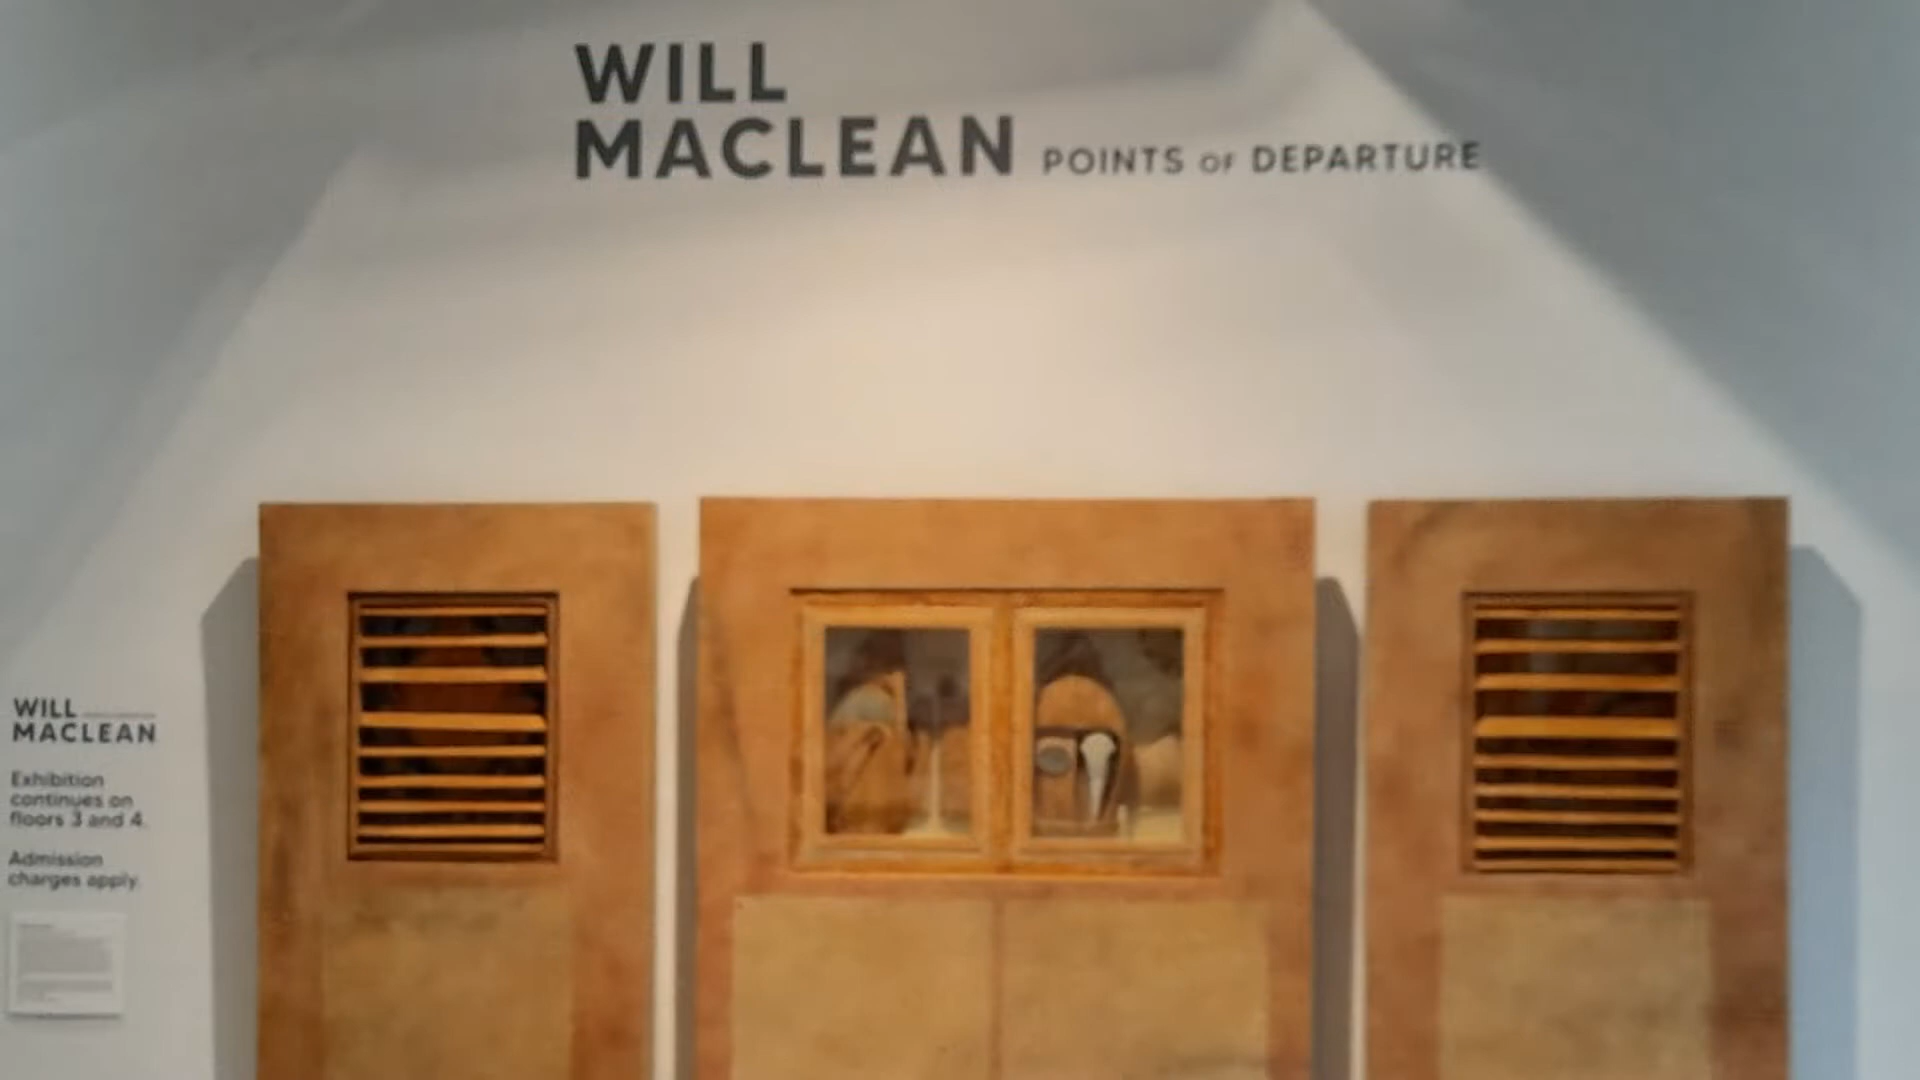 WILL
MACLEAN POINTS OF DEPARTURE
WILL
MACLEAN
Exhibition
continues on
floors 3 and 4.
Admission
charges apply.